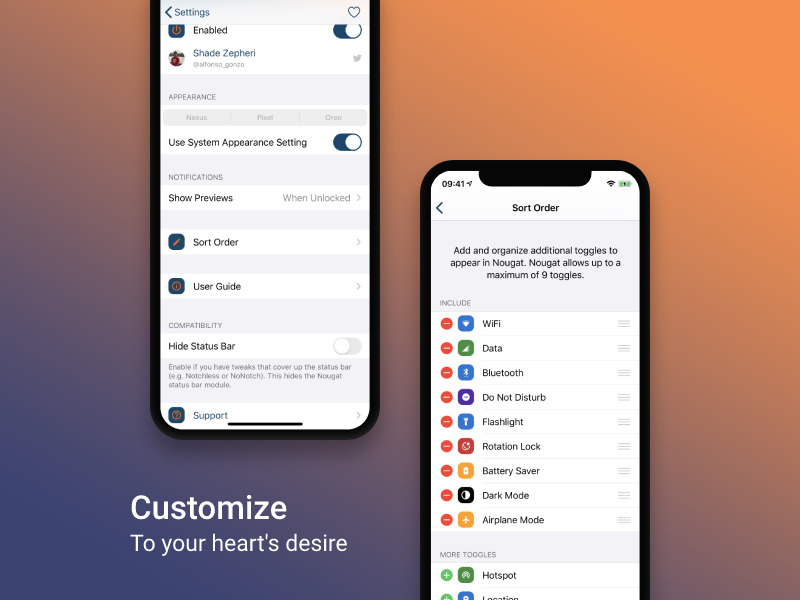 Settings
Enabled
Shade Zepheri
@alfonso_gonzo
APPEARANCE
Nexus Pixel Oreo
Use System Appearance Setting
NOTIFICATIONS
Show Previews When Unlocked
Sort Order
User Guide
COMPATIBILITY
Hide Status Bar
Enable if you have tweaks that cover up the status bar
(e.g. Notchless or NoNotch). This hides the Nougat
status bar module.
Support
Customize
To your heart's desire
09:41
Sort Order
Add and organize additional toggles to
appear in Nougat. Nougat allows up to a
maximum of 9 toggles.
INCLUDE
WiFi
Data
Bluetooth
Do Not Disturb
Flashlight
Rotation Lock
Battery Saver
Dark Mode
Airplane Mode
MORE TOGGLES
Hotspot
Location